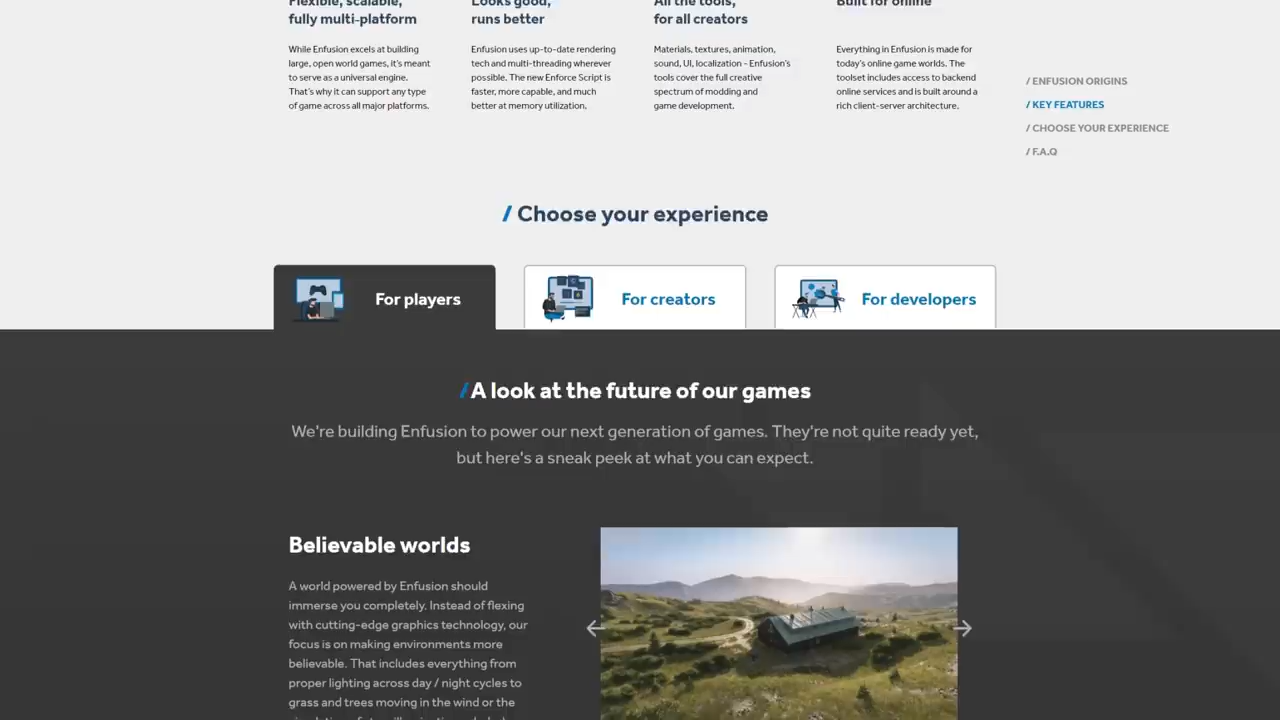 Flexible, scalable,
fully multi-platform
While Enfusion excels at building
large, open world games, it's meant
to serve as a universal engine.
That's why it can support any type
of game across all major platforms.
Looks good,
runs better
Enfusion uses up-to-date rendering
tech and multi-threading wherever
possible. The new Enforce Script is
faster, more capable, and much
better at memory utilization.
All the tools,
for all creators
Materials, textures, animation,
sound, UI, localization - Enfusion's
tools cover the full creative
spectrum of modding and
game development.
Built for online
Everything in Enfusion is made for
today's online game worlds. The
toolset includes access to backend
online services and is built around a
rich client-server architecture.
/ ENFUSION ORIGINS
/ KEY FEATURES
/ CHOOSE YOUR EXPERIENCE
/ F.A.Q
/ Choose your experience
For players
For creators
For developers
/A look at the future of our games
We're building Enfusion to power our next generation of games. They're not quite ready yet,
but here's a sneak peek at what you can expect.
Believable worlds
A world powered by Enfusion should
immerse you completely. Instead of flexing
with cutting-edge graphics technology, our
focus is on making environments more
believable. That includes everything from
proper lighting across day / night cycles to
grass and trees moving in the wind or the